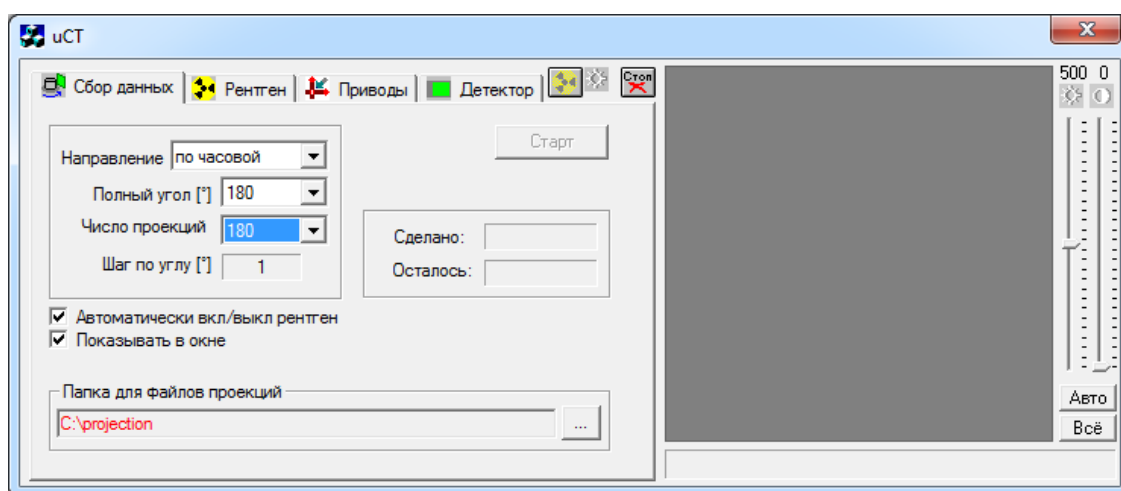 uCT
Сбор данных Рентген Приводы Детектор Стоп
500 0
Старт
Направление по часовой
Полный угол [°] 180
Число проекций 180
Шаг по углу [°] 1
Сделано:
Осталось:
Автоматически вкл/выкл рентген
Показывать в окне
Папка для файлов проекций
C:\projection ...
Авто
Всё